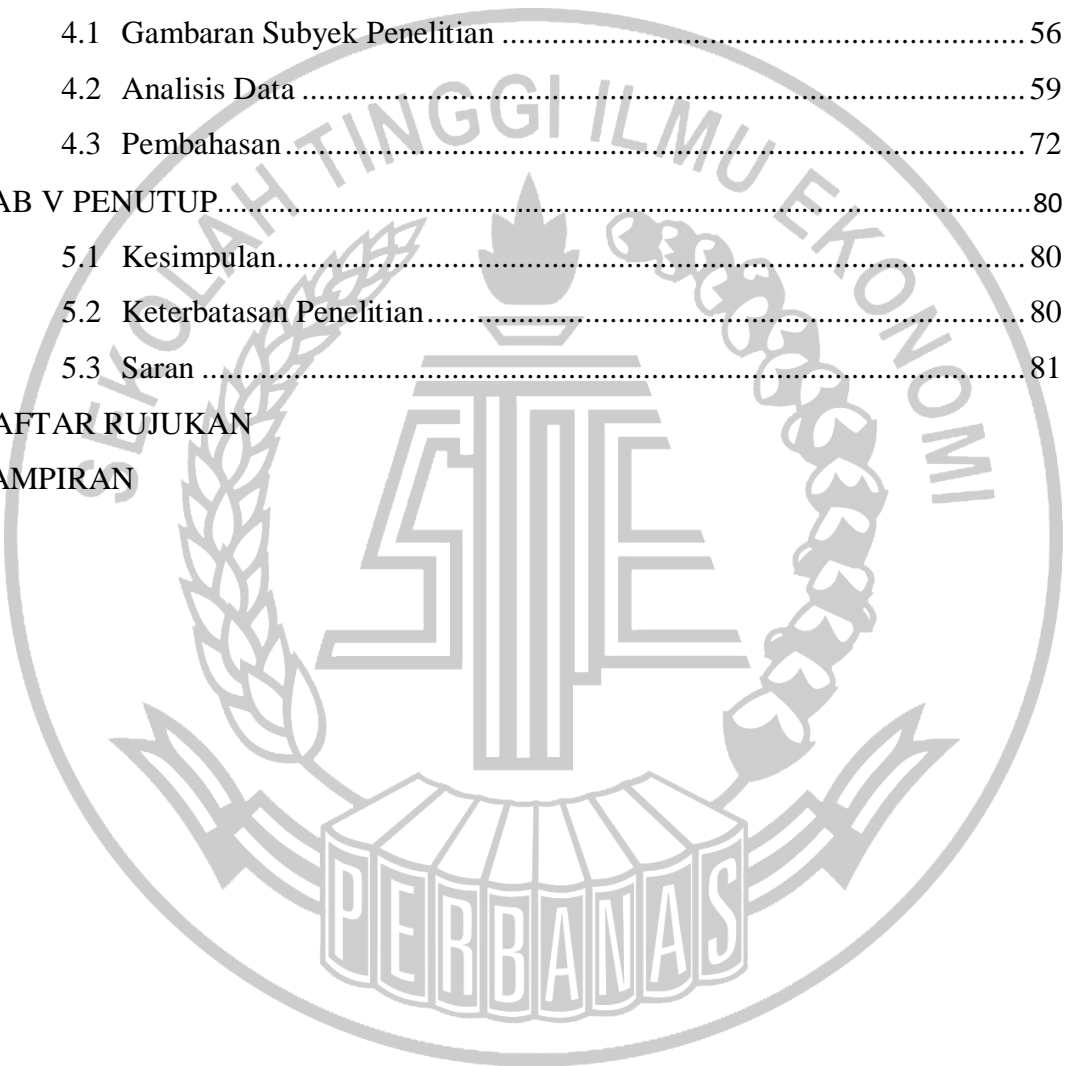 4.1 Gambaran Subyek Penelitian ........................................................................... 56
4.2 Analisis Data ........................................................................... 59
4.3 Pembahasan ........................................................................... 72
AB V PENUTUP ........................................................................... 80
5.1 Kesimpulan ........................................................................... 80
5.2 Keterbatasan Penelitian ........................................................................... 80
5.3 Saran ........................................................................... 81
AFTAR RUJUKAN
AMPIRAN
SEKOLAH TINGGI ILMU EKONOMI
STIE
PERBANAS